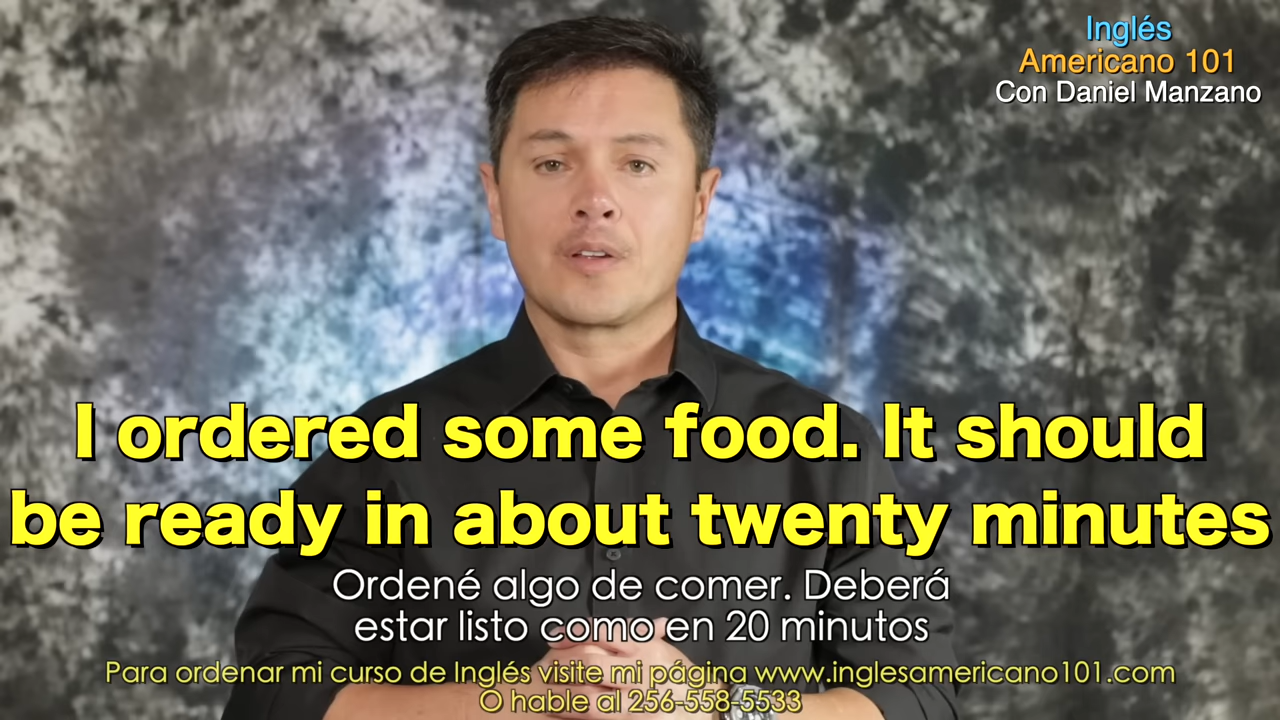 Inglés
Americano 101
Con Daniel Manzano
I ordered some food. It should
be ready in about twenty minutes
Ordené algo de comer. Deberá
estar listo como en 20 minutos
Para ordenar mi curso de Inglés visite mi página www.inglesamericano101.com
O hable al 256-558-5533